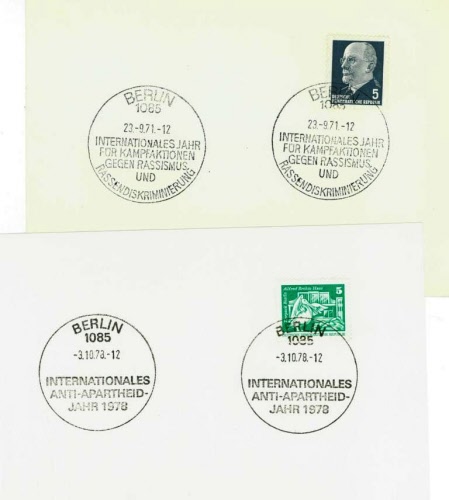 BERLIN
1085
23.-9.71.-12
INTERNATIONALES JAHR
FÜR KAMPFAKTIONEN
GEGEN RASSISMUS
UND
RASSENDISKRIMINIERUNG
5
BERLIN
1085
23.-9.71.-12
INTERNATIONALES JAHR
FÜR KAMPFAKTIONEN
GEGEN RASSISMUS
UND
RASSENDISKRIMINIERUNG
BERLIN
1085
-3.10.78.-12
INTERNATIONALES
ANTI-APARTHEID-
JAHR 1978
5
BERLIN
1085
-3.10.78.-12
INTERNATIONALES
ANTI-APARTHEID-
JAHR 1978